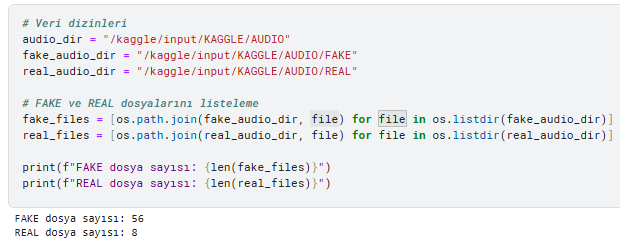 # Veri dizinleri
audio_dir = "/kaggle/input/KAGGLE/AUDIO"
fake_audio_dir = "/kaggle/input/KAGGLE/AUDIO/FAKE"
real_audio_dir = "/kaggle/input/KAGGLE/AUDIO/REAL"
# FAKE ve REAL dosyalarını listeleme
fake_files = [os.path.join(fake_audio_dir, file) for file in os.listdir(fake_audio_dir)]
real_files = [os.path.join(real_audio_dir, file) for file in os.listdir(real_audio_dir)]
print(f"FAKE dosya sayısı: {len(fake_files)}")
print(f"REAL dosya sayısı: {len(real_files)}")
FAKE dosya sayısı: 56
REAL dosya sayısı: 8